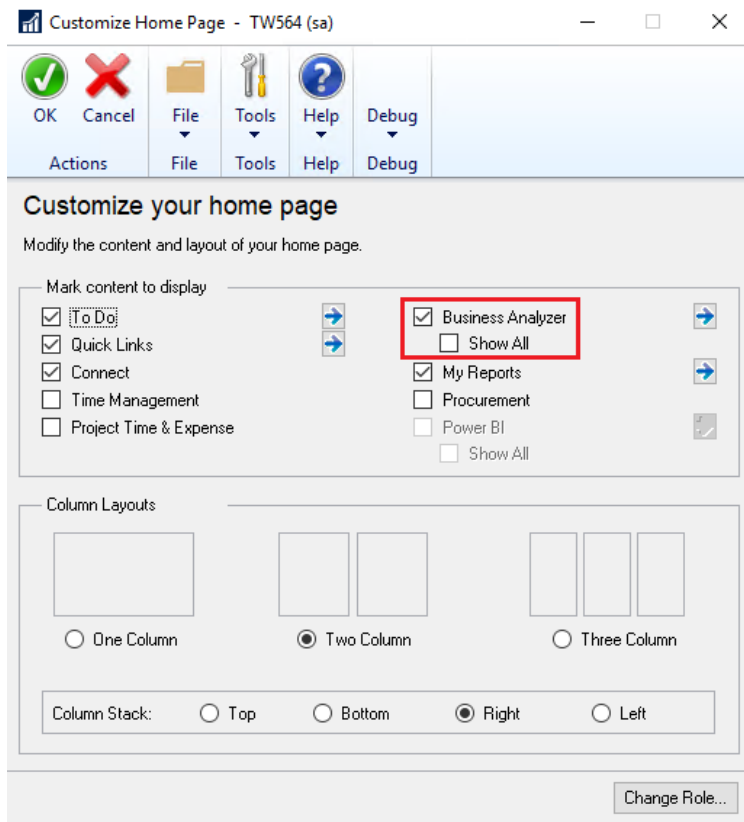 Customize Home Page - TW564 (sa)
OK Cancel File Tools Help Debug
Actions File Tools Help Debug
Customize your home page
Modify the content and layout of your home page.
Mark content to display
To Do
Quick Links
Connect
Time Management
Project Time & Expense
Business Analyzer
Show All
My Reports
Procurement
Power BI
Show All
Column Layouts
One Column
Two Column
Three Column
Column Stack: Top Bottom Right Left
Change Role...